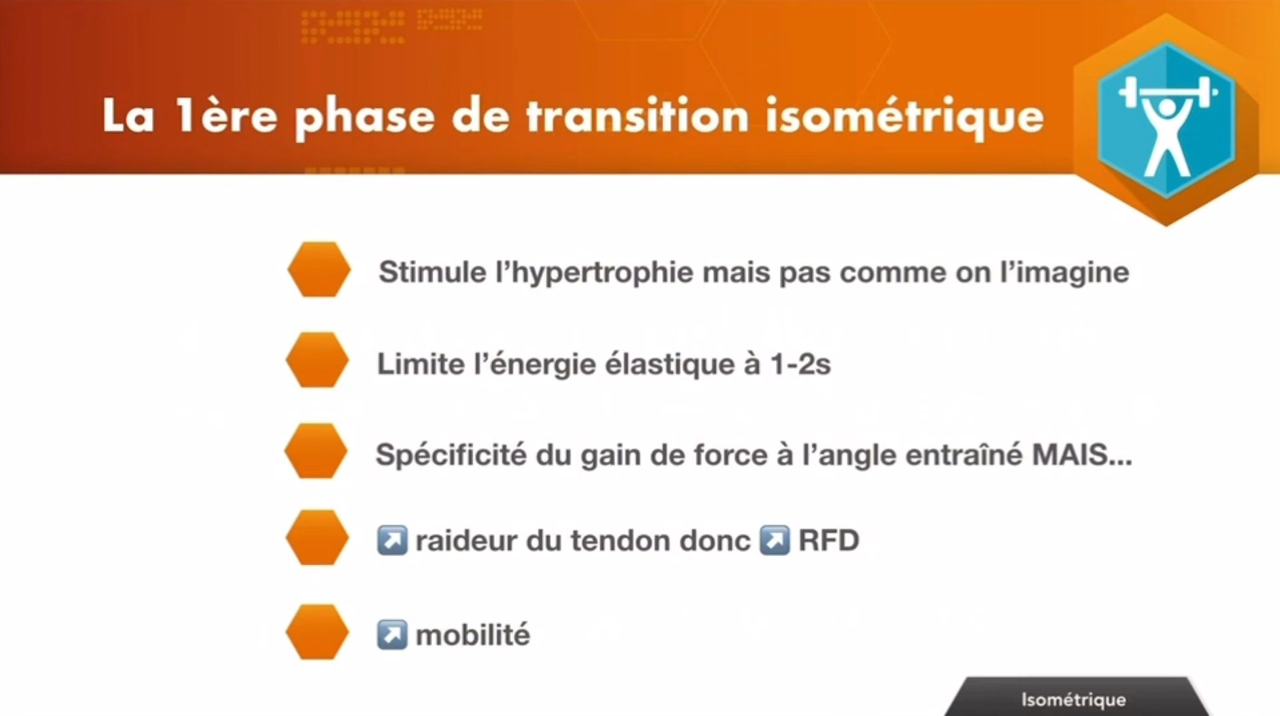 La 1ère phase de transition isométrique
Stimule l’hypertrophie mais pas comme on l’imagine
Limite l’énergie élastique à 1-2s
Spécificité du gain de force à l’angle entraîné MAIS...
↗️ raideur du tendon donc ↗️ RFD
↗️ mobilité
Isométrique